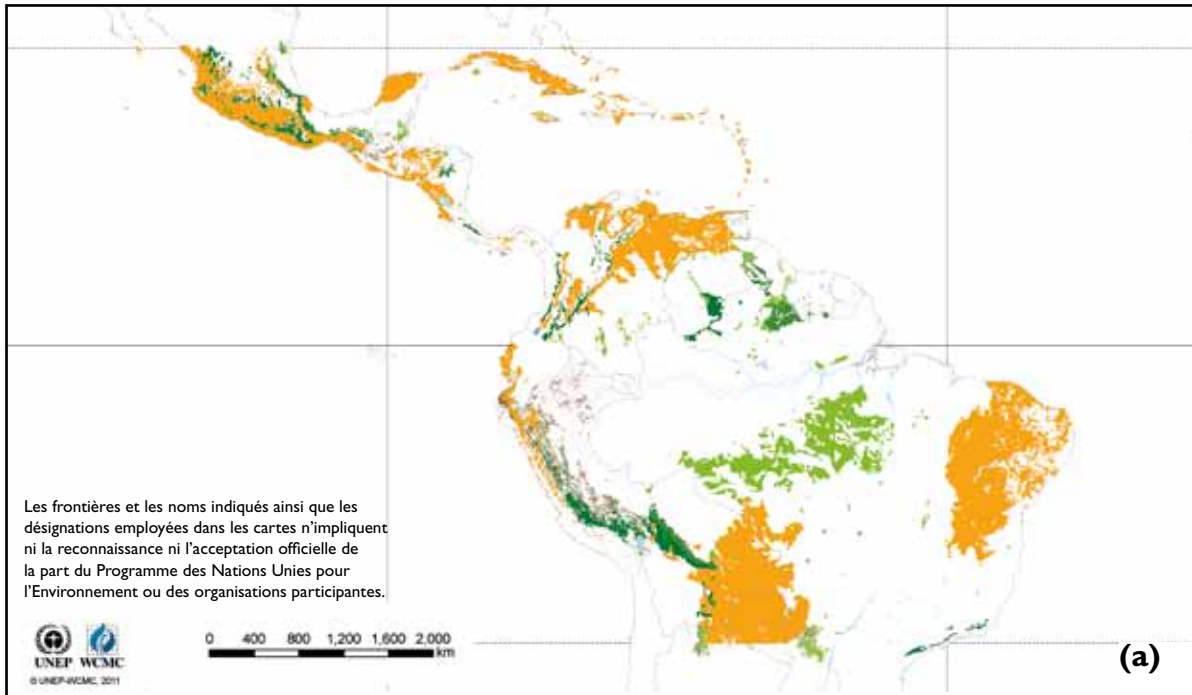 Les frontières et les noms indiqués ainsi que les
désignations employées dans les cartes n'impliquent
ni la reconnaissance ni l'acceptation officielle de
la part du Programme des Nations Unies pour
l'Environnement ou des organisations participantes.
0 400 800 1,200 1,600 2,000
km
UNEP WCMC
© UNEP-WCMC, 2011
(a)